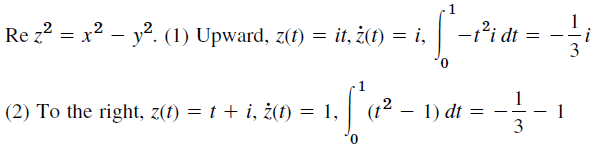 Re z² = x² − y². (1) Upward, z(t) = it, ż(t) = i, ∫₀¹ −t²i dt = −1/3 i
(2) To the right, z(t) = t + i, ż(t) = 1, ∫₀¹ (t² − 1) dt = −1/3 − 1